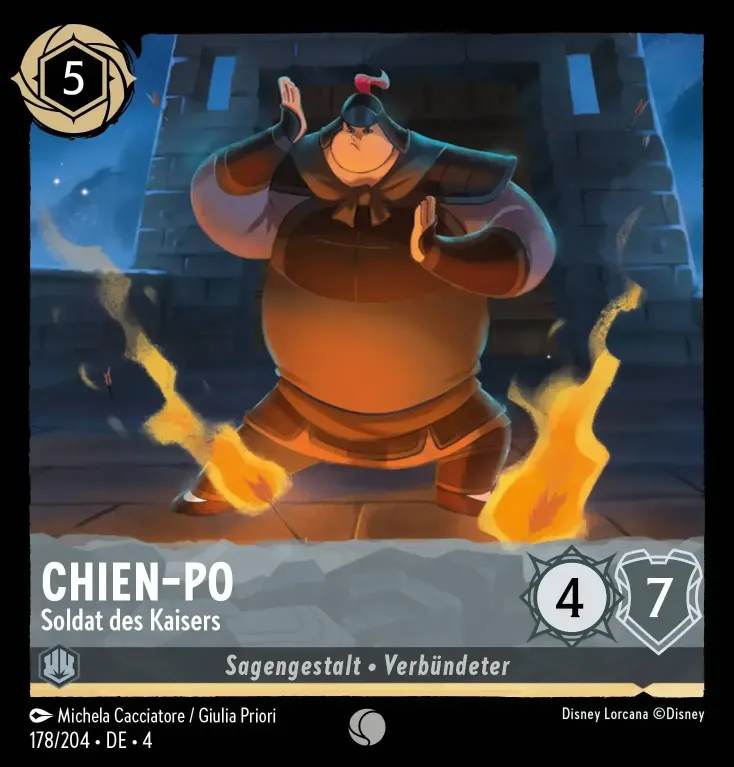 5
CHIEN-PO
Soldat des Kaisers
4 7
Sagengestalt • Verbündeter
Michela Cacciatore / Giulia Priori
Disney Lorcana ©Disney
178/204 • DE • 4